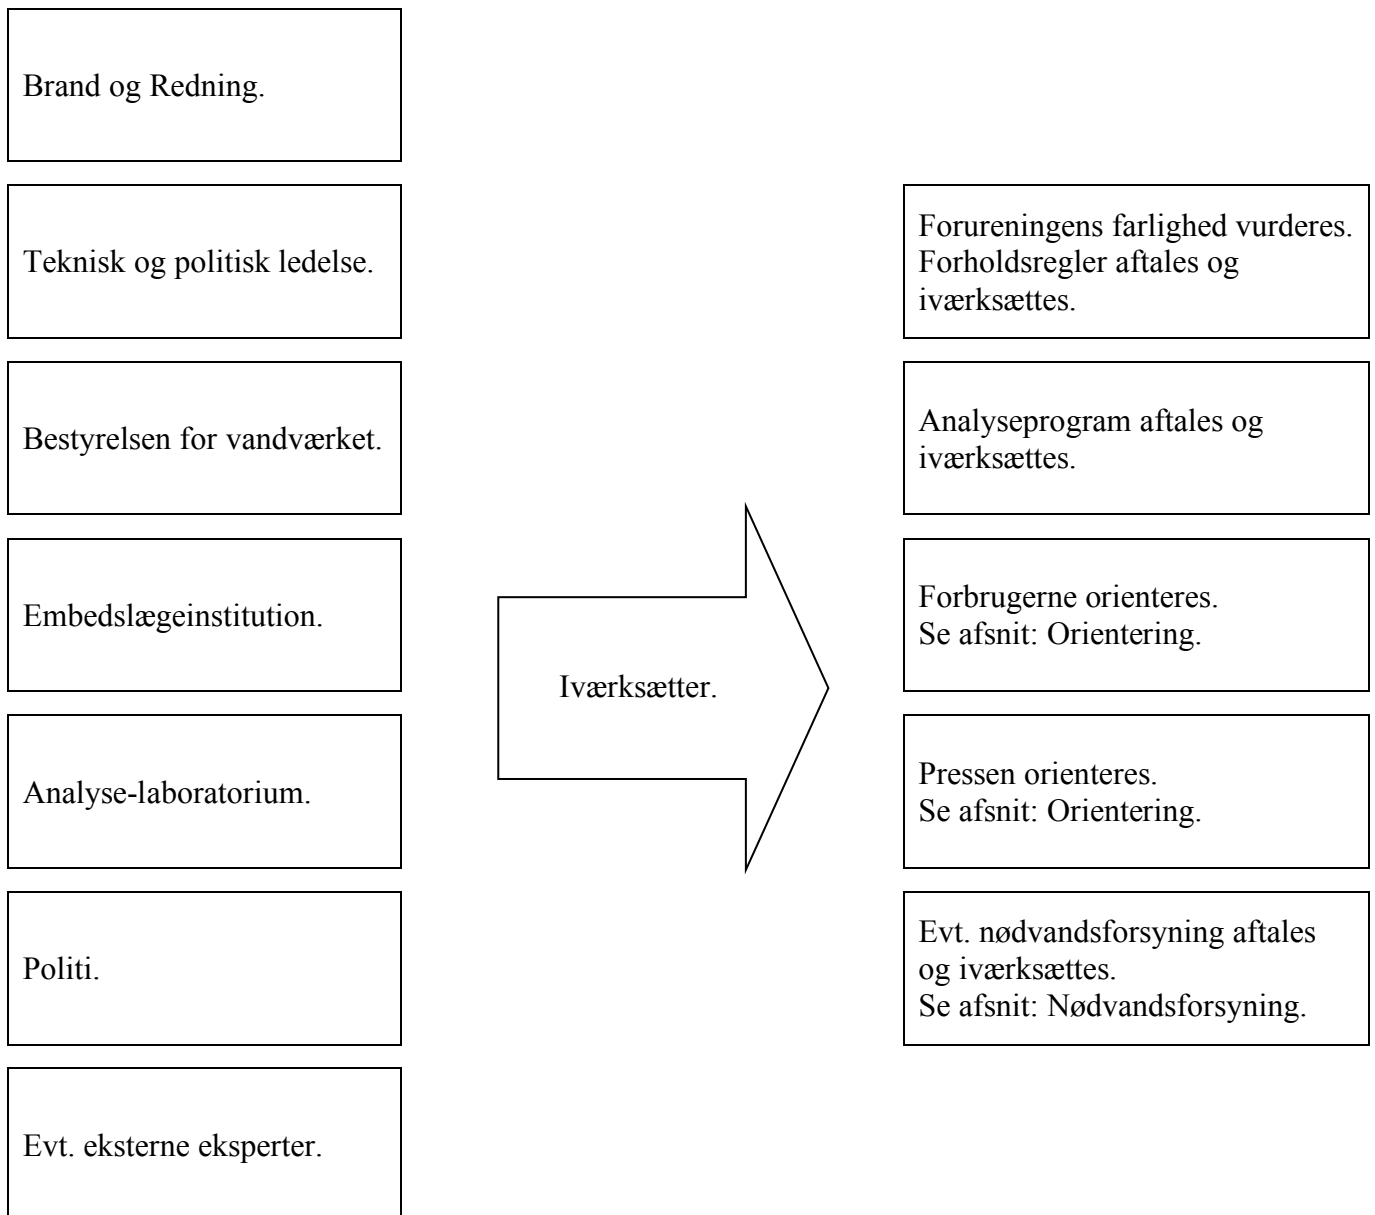 Brand og Redning.
Teknisk og politisk ledelse.
Bestyrelsen for vandværket.
Embedslægeinstitution.
Analyse-laboratorium.
Politi.
Evt. eksterne eksperter.
Iværksætter.
Forureningens farlighed vurderes.
Forholdsregler aftales og
iværksættes.
Analyseprogram aftales og
iværksættes.
Forbrugerne orienteres.
Se afsnit: Orientering.
Pressen orienteres.
Se afsnit: Orientering.
Evt. nødvandsforsyning aftales
og iværksættes.
Se afsnit: Nødvandsforsyning.